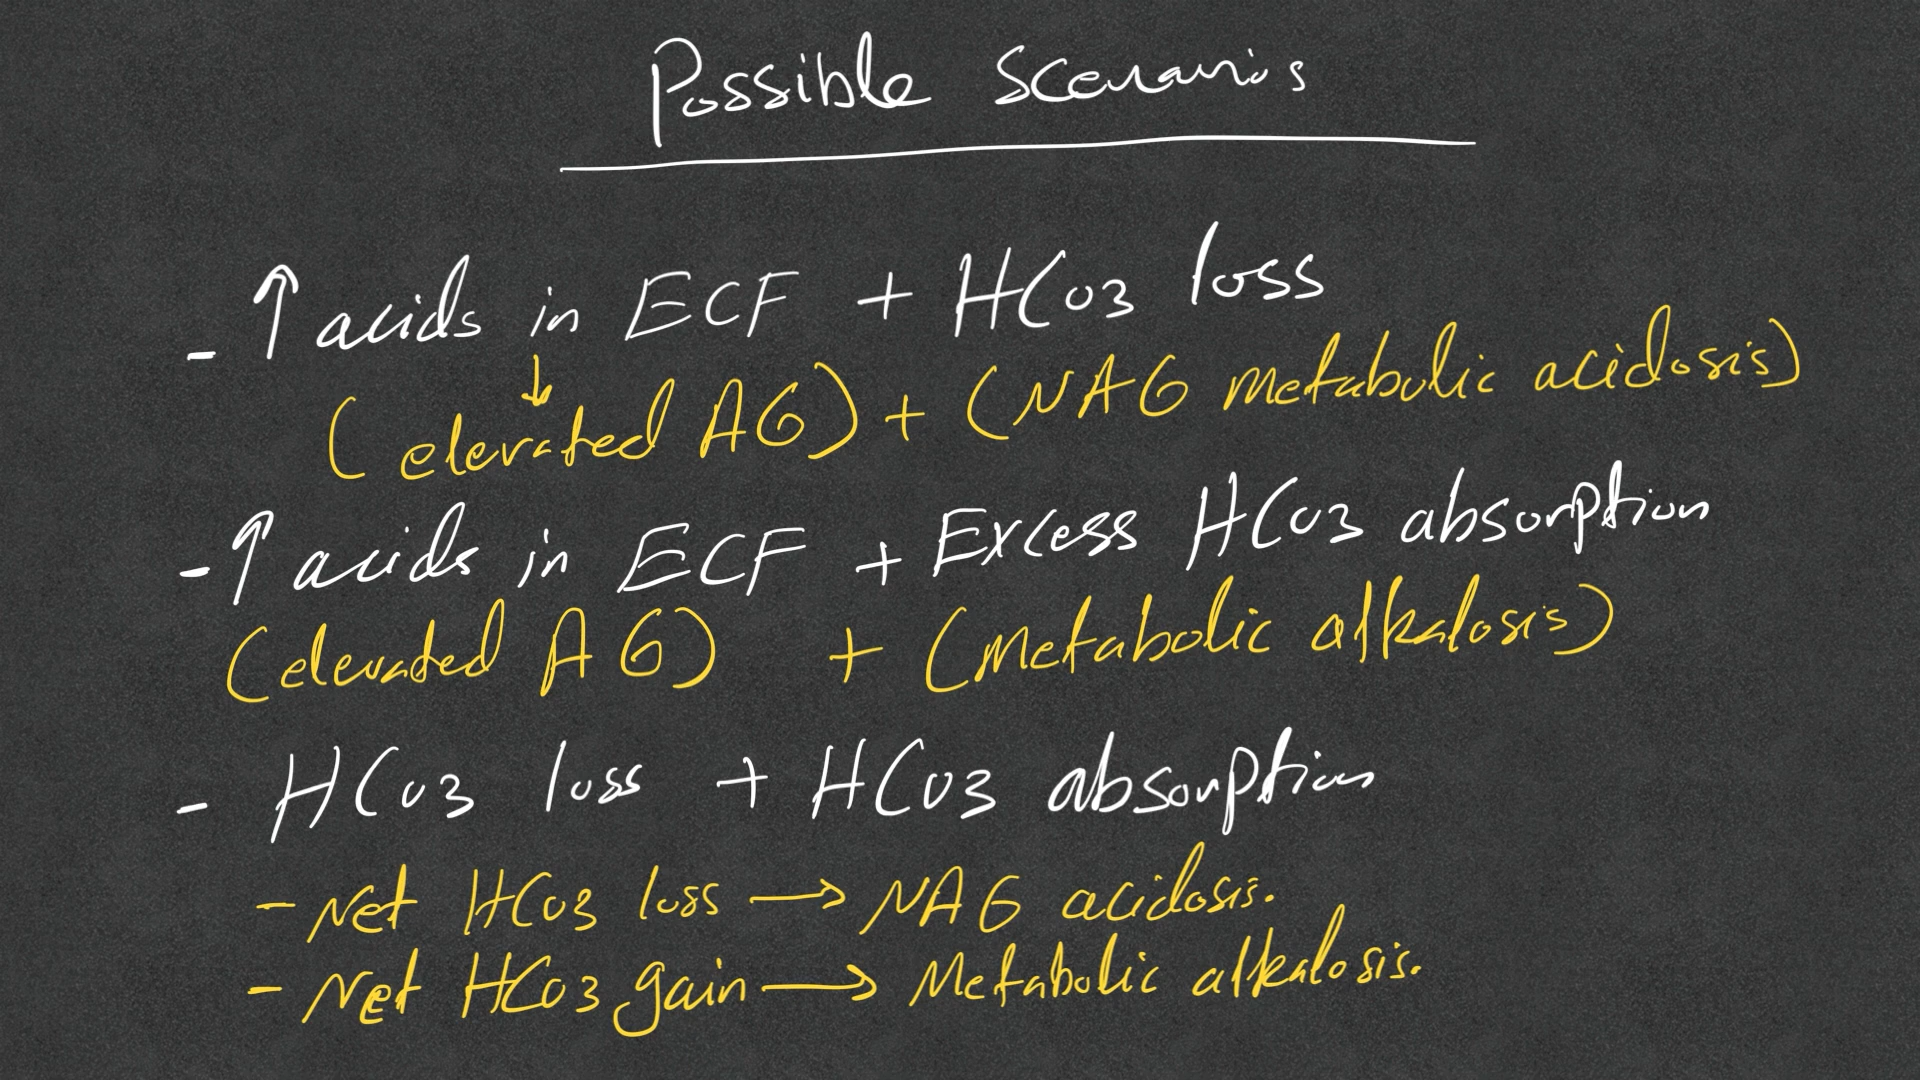 Possible Scenarios
- ↑ acids in ECF + HCO3 loss
↓
(elevated AG) + (NAG metabolic acidosis)
- ↑ acids in ECF + Excess HCO3 absorption
(elevated AG) + (Metabolic alkalosis)
- HCO3 loss + HCO3 absorption
- Net HCO3 loss → NAG acidosis.
- Net HCO3 gain → Metabolic alkalosis.